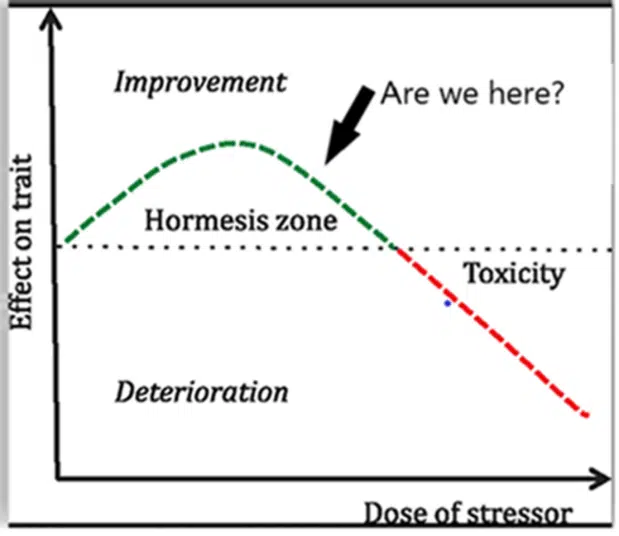 Improvement
Are we here?
Hormesis zone
Toxicity
Deterioration
Effect on trait
Dose of stressor